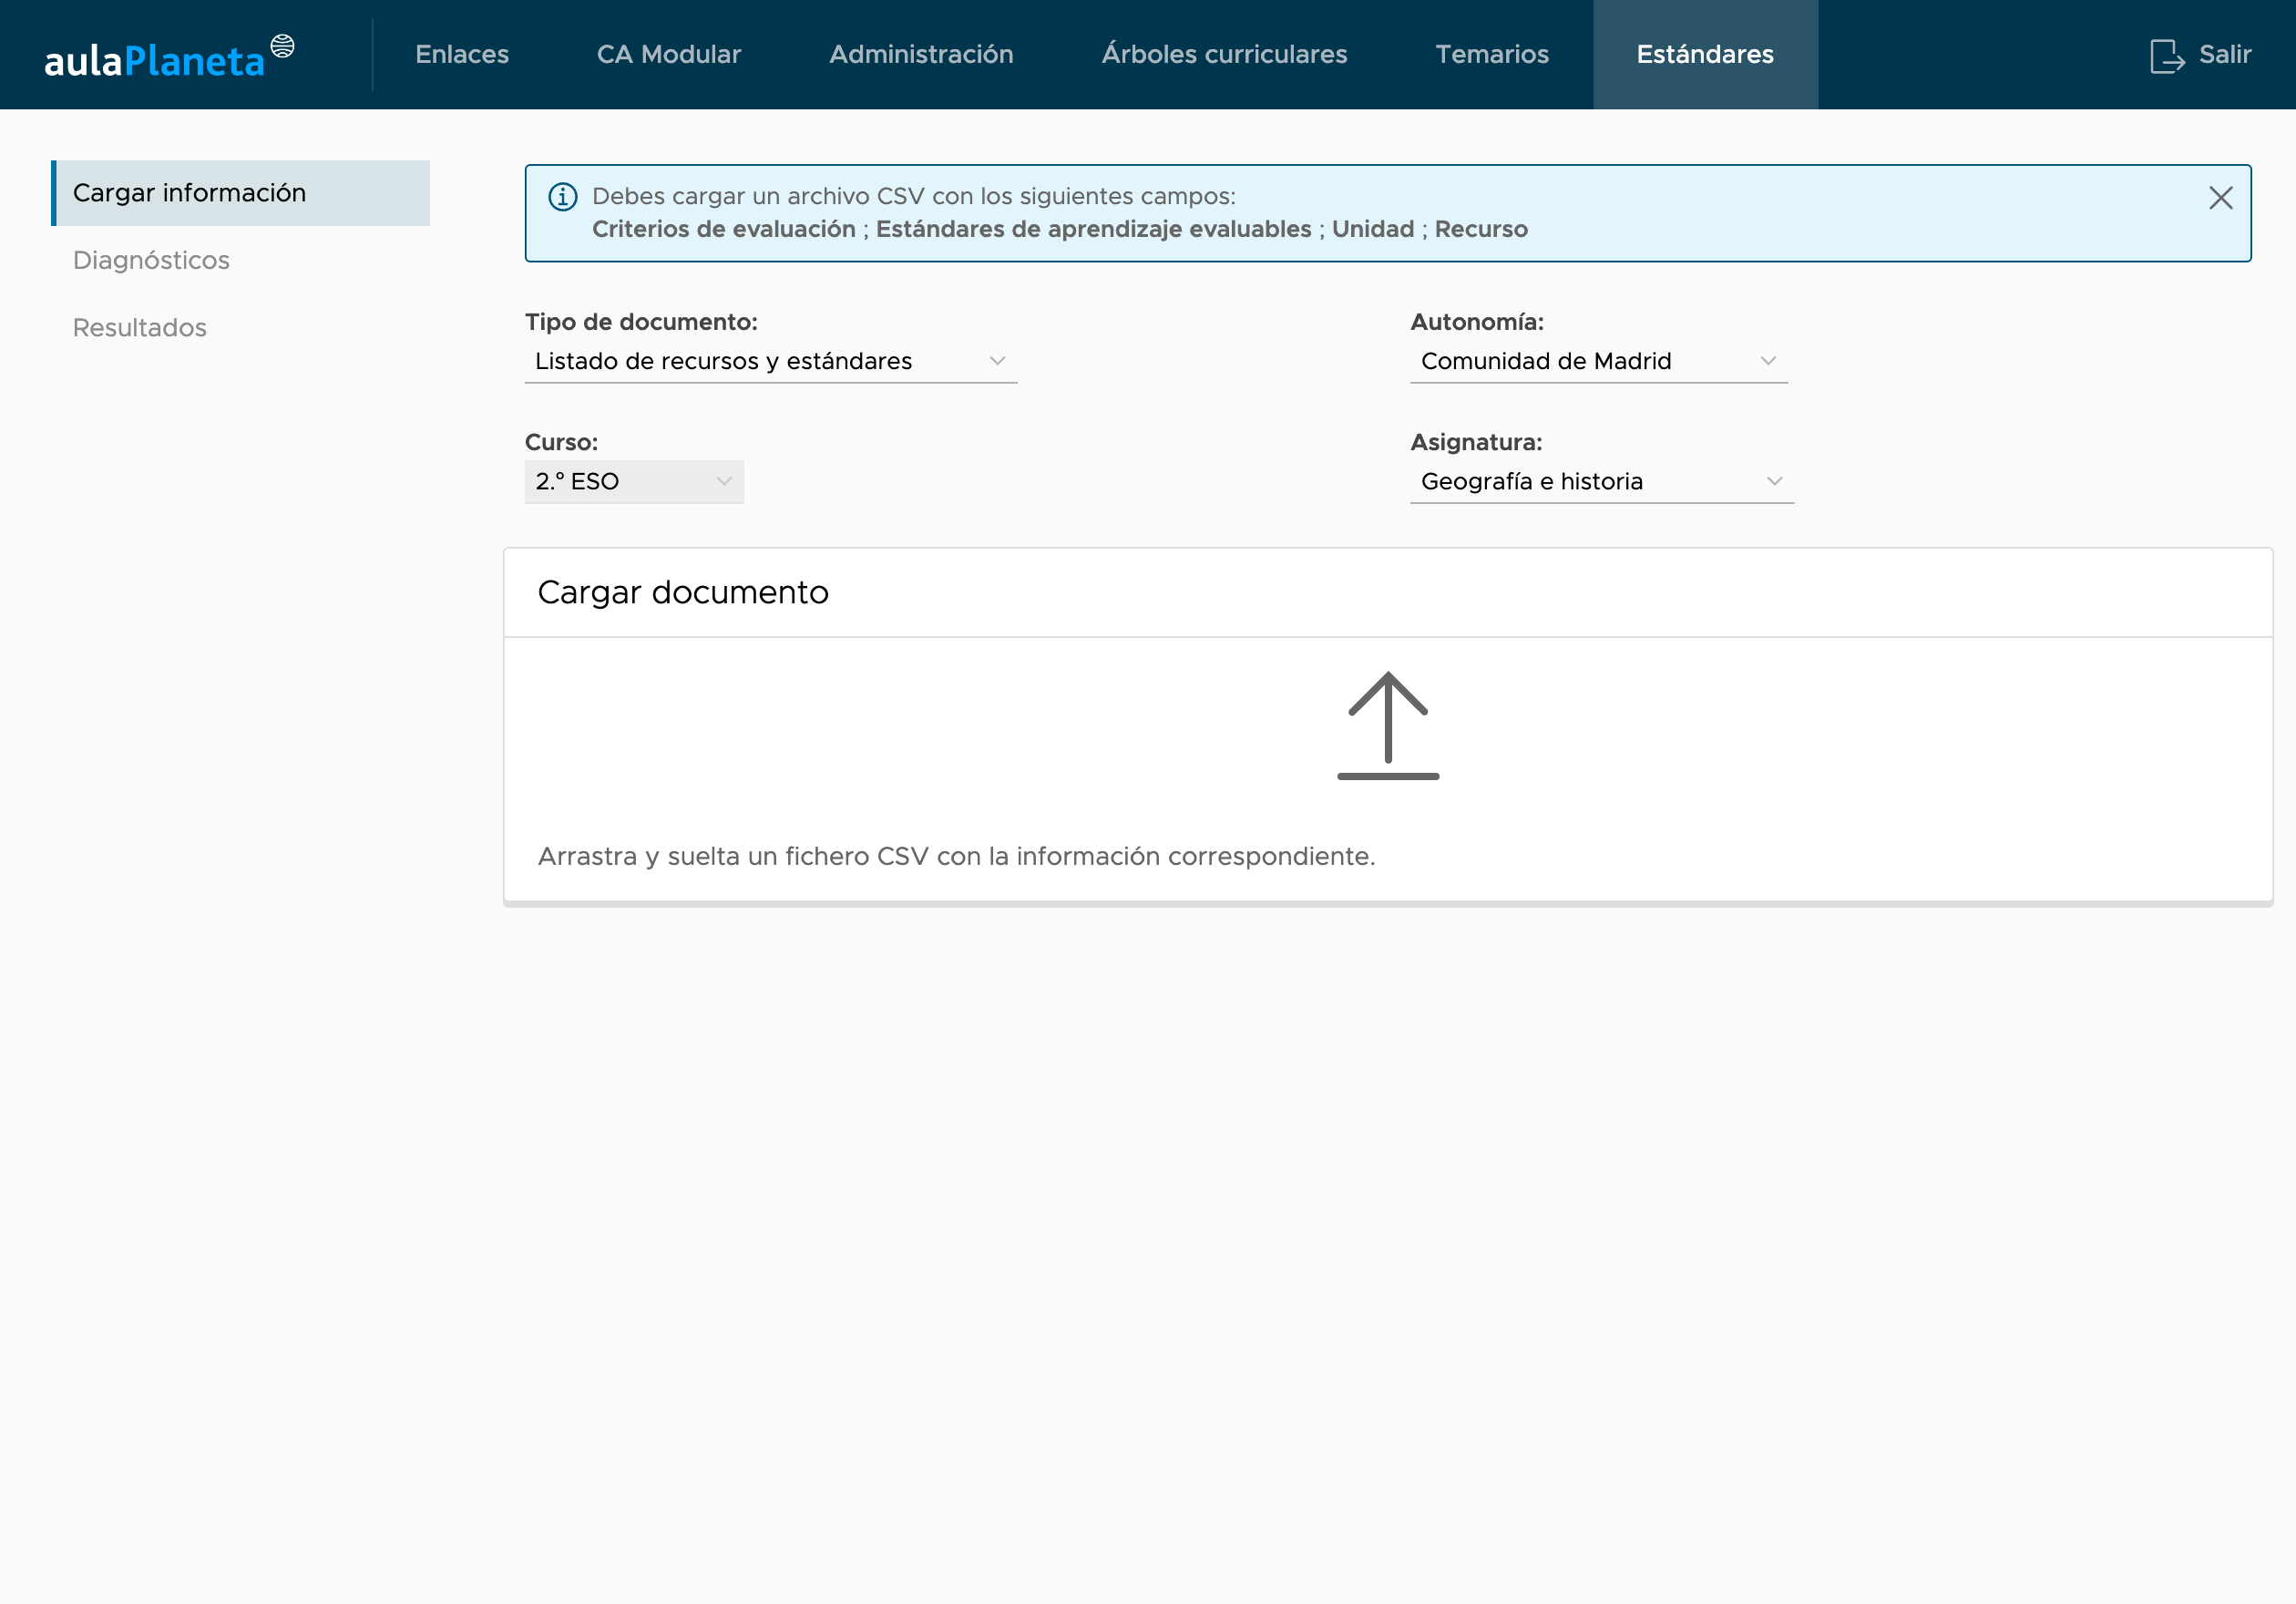 aulaPlaneta
Enlaces
CA Modular
Administración
Árboles curriculares
Temarios
Estándares
Salir
Cargar información
Diagnósticos
Resultados
Debes cargar un archivo CSV con los siguientes campos:
Criterios de evaluación ; Estándares de aprendizaje evaluables ; Unidad ; Recurso
Tipo de documento:
Listado de recursos y estándares
Autonomía:
Comunidad de Madrid
Curso:
2.º ESO
Asignatura:
Geografía e historia
Cargar documento
Arrastra y suelta un fichero CSV con la información correspondiente.